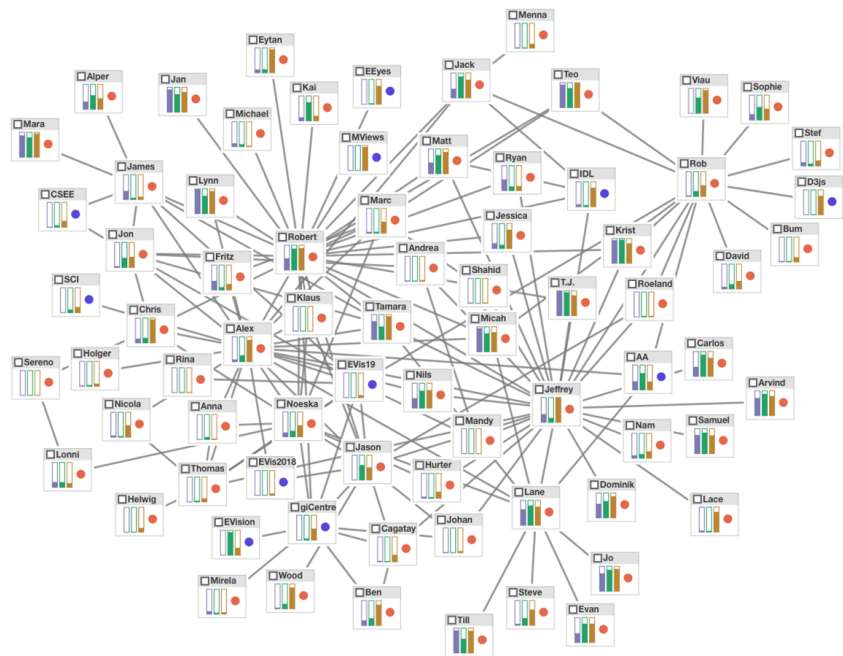 Menna
Eytan
Jack
EEyes
Teo
Alper
Jan
Viau
Sophie
Kai
Michael
Mara
Stef
MViews
Matt
Ryan
Rob
James
IDL
Lynn
D3js
CSEE
Marc
Jessica
Bum
Jon
Robert
Krist
Andrea
Fritz
David
Shahid
SCI
T.J.
Roeland
Klaus
Chris
Tamara
Micah
Alex
Carlos
Holger
Rina
AA
Sereno
EVis19
Nils
Jeffrey
Arvind
Nicola
Anna
Noeska
Mandy
Samuel
Nam
Jason
Lonni
Thomas
EVis2018
Hurter
Dominik
Lane
Helwig
Lace
giCentre
EVision
Cagatay
Johan
Jo
Mirela
Wood
Ben
Steve
Evan
Till